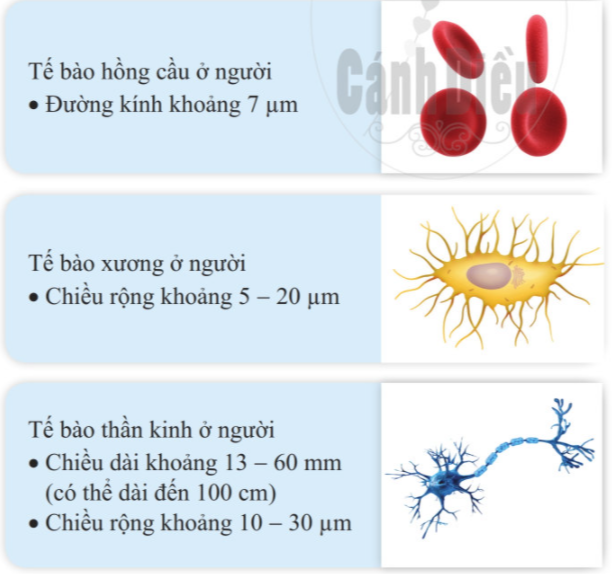 Cánh Diều
Tế bào hồng cầu ở người
• Đường kính khoảng 7 µm
Tế bào xương ở người
• Chiều rộng khoảng 5 – 20 µm
Tế bào thần kinh ở người
• Chiều dài khoảng 13 – 60 mm
(có thể dài đến 100 cm)
• Chiều rộng khoảng 10 – 30 µm